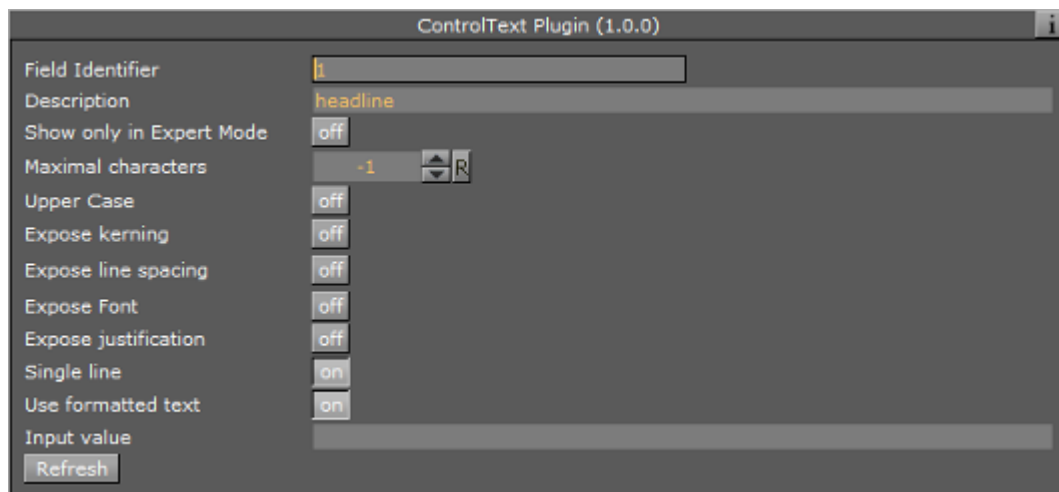 ControlText Plugin (1.0.0) i
Field Identifier 1
Description headline
Show only in Expert Mode off
Maximal characters -1 R
Upper Case off
Expose kerning off
Expose line spacing off
Expose Font off
Expose justification off
Single line on
Use formatted text on
Input value
Refresh